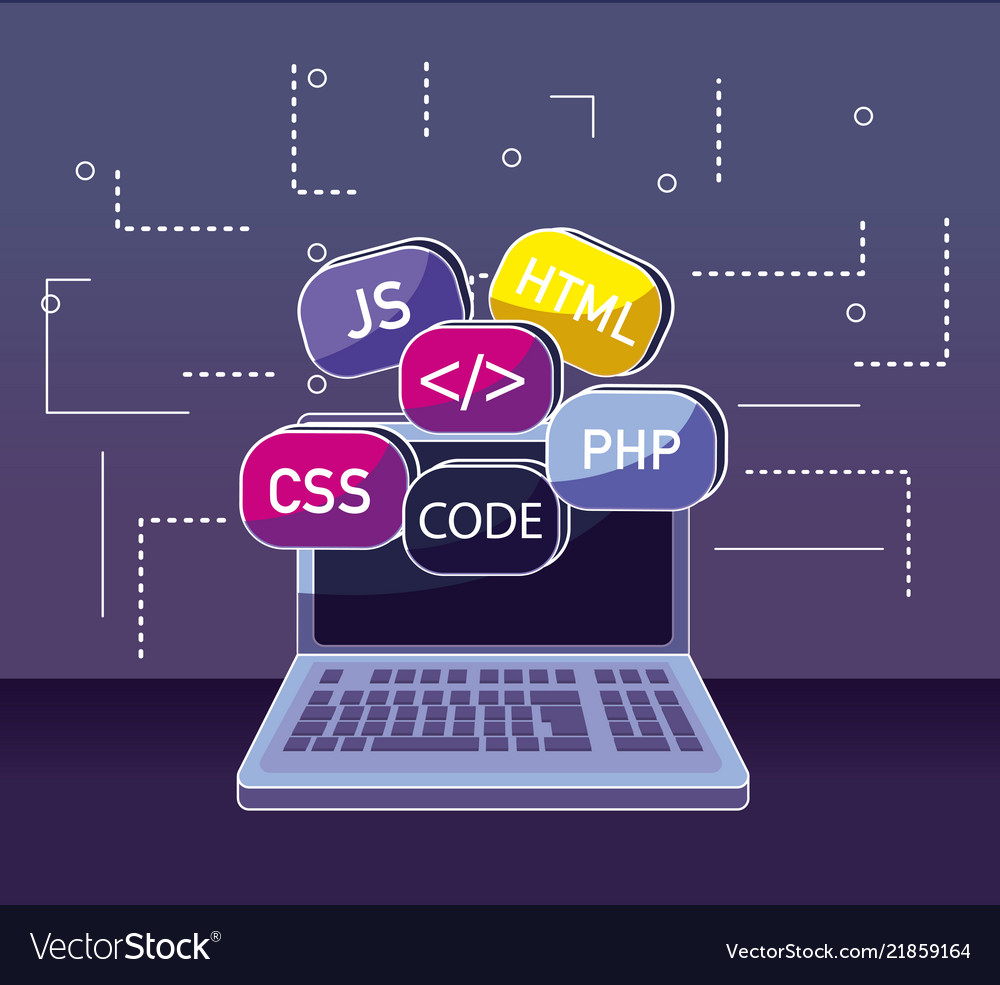 JS
HTML
</>
PHP
CSS
CODE
VectorStock®
VectorStock.com/21859164